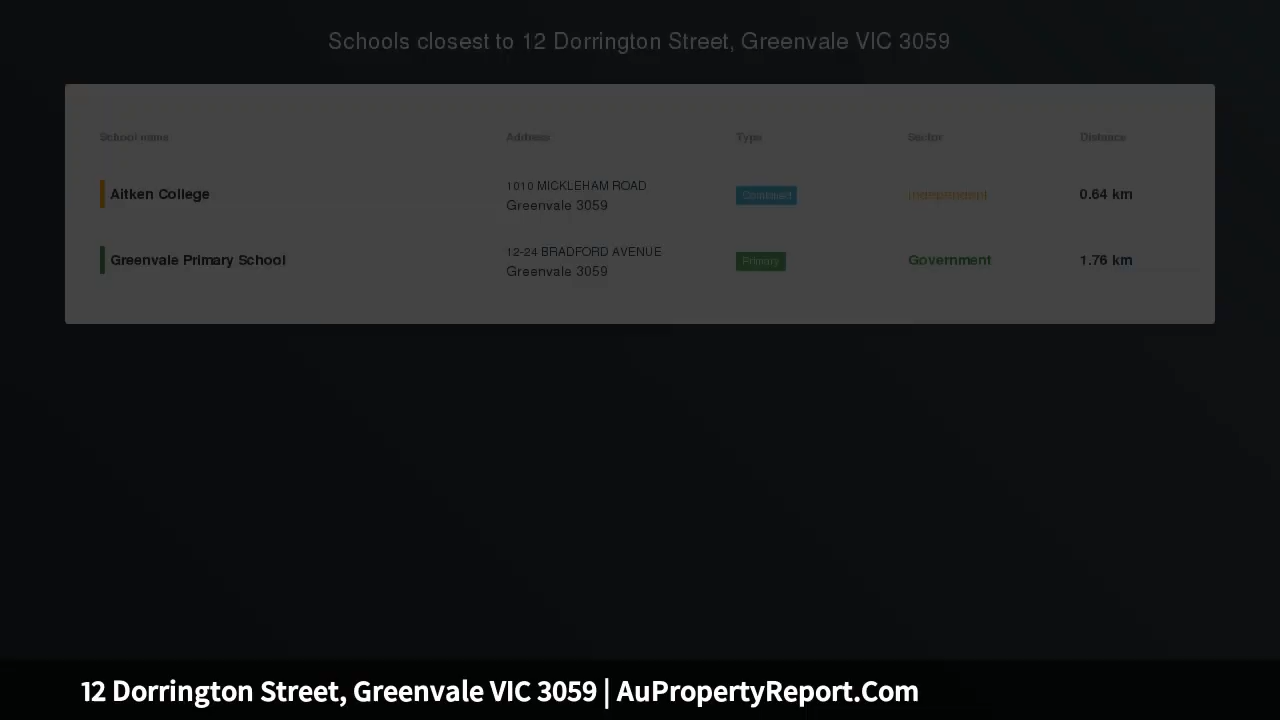 Schools closest to 12 Dorrington Street, Greenvale VIC 3059
School name Address Type Sector Distance
Aitken College 1010 MICKLEHAM ROAD Greenvale 3059 Combined Independent 0.64 km
Greenvale Primary School 12-24 BRADFORD AVENUE Greenvale 3059 Primary Government 1.76 km
12 Dorrington Street, Greenvale VIC 3059 | AuPropertyReport.Com